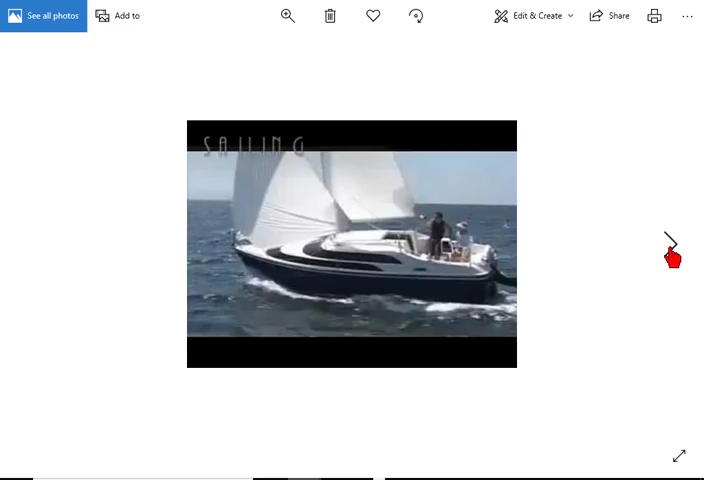 See all photos
Add to
Edit & Create
Share
SAILING